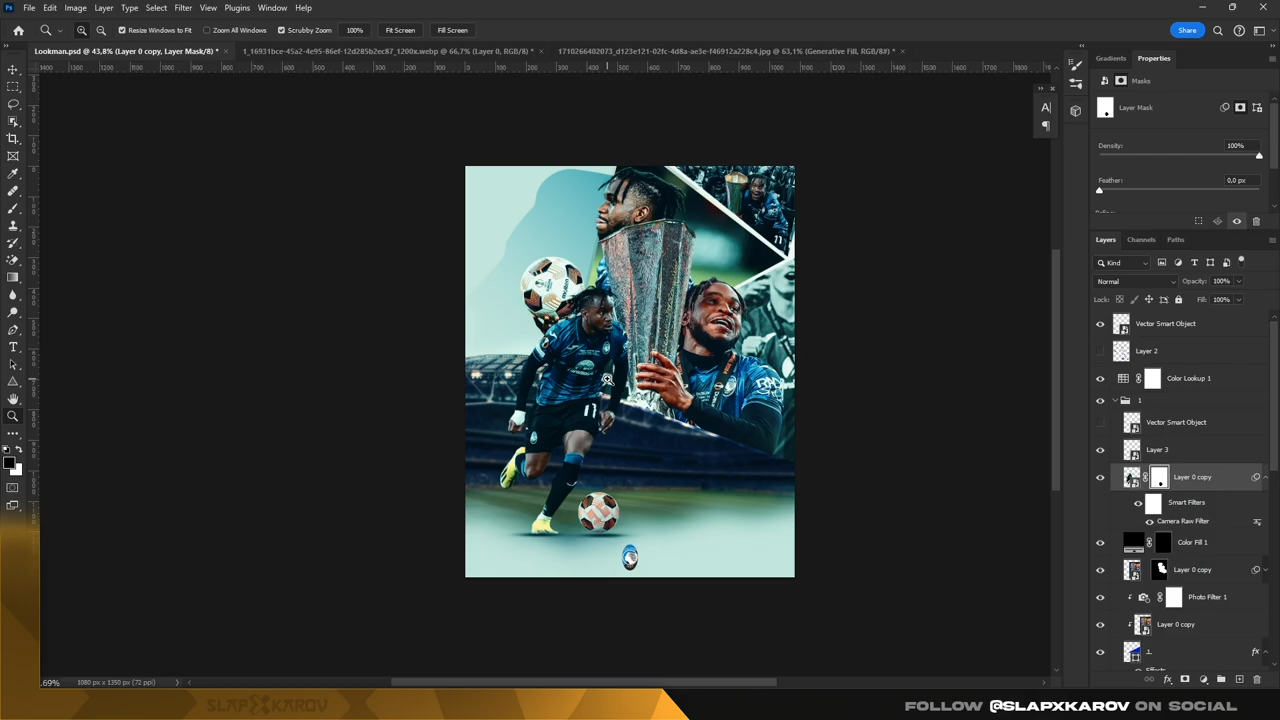 Ps File Edit Image Layer Type Select Filter View Plugins Window Help
Resize Windows to Fit Zoom All Windows Scrubby Zoom 100% Fit Screen Fill Screen Share
Lookman.psd @ 43,8% (Layer 0 copy, Layer Mask/8) * × t_16931bce-45a2-4e95-86ef-12d285b2ec87_1200x.webp @ 66,7% (Layer 0, RGB/8) * × 1710266402073_d123e121-02fc-4d8a-ae3e-f46912a228c4.jpg @ 63,1% (Generative Fill, RGB/8#) * ×
Gradients Properties
Masks
Layer Mask
Density: 100%
Feather: 0,0 px
Layers Channels Paths
Kind
Normal Opacity: 100%
Lock: Fill: 100%
Vector Smart Object
Layer 2
Color Lookup 1
1
Vector Smart Object
Layer 3
Layer 0 copy
Smart Filters
Camera Raw Filter
Color Fill 1
Layer 0 copy
Photo Filter 1
Layer 0 copy
1.
fx
Effects
11
11
molten
.69% 1080 px x 1350 px (72 ppi)
SLAPXKAROV
FOLLOW @SLAPXKAROV ON SOCIAL